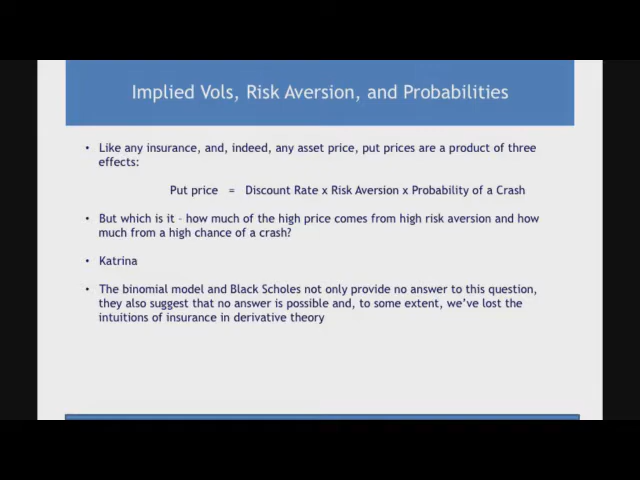 Implied Vols, Risk Aversion, and Probabilities
• Like any insurance, and, indeed, any asset price, put prices are a product of three
effects:
Put price = Discount Rate x Risk Aversion x Probability of a Crash
• But which is it – how much of the high price comes from high risk aversion and how
much from a high chance of a crash?
• Katrina
• The binomial model and Black Scholes not only provide no answer to this question,
they also suggest that no answer is possible and, to some extent, we’ve lost the
intuitions of insurance in derivative theory